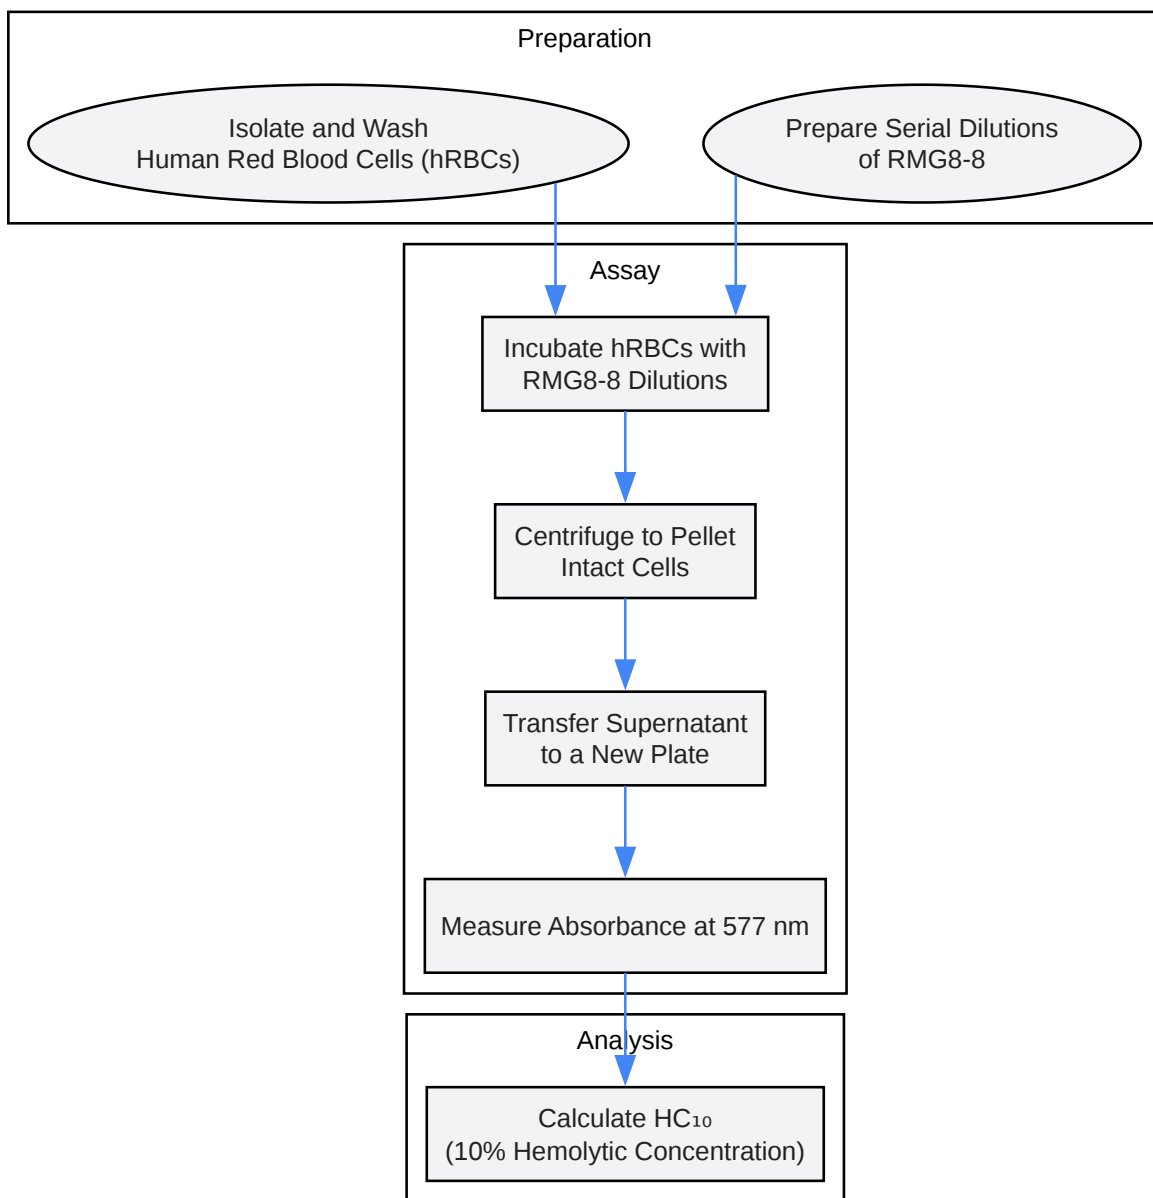 Preparation
Isolate and Wash
Human Red Blood Cells (hRBCs)
Prepare Serial Dilutions
of RMG8-8
Assay
Incubate hRBCs with
RMG8-8 Dilutions
Centrifuge to Pellet
Intact Cells
Transfer Supernatant
to a New Plate
Measure Absorbance at 577 nm
Analysis
Calculate HC₁₀
(10% Hemolytic Concentration)